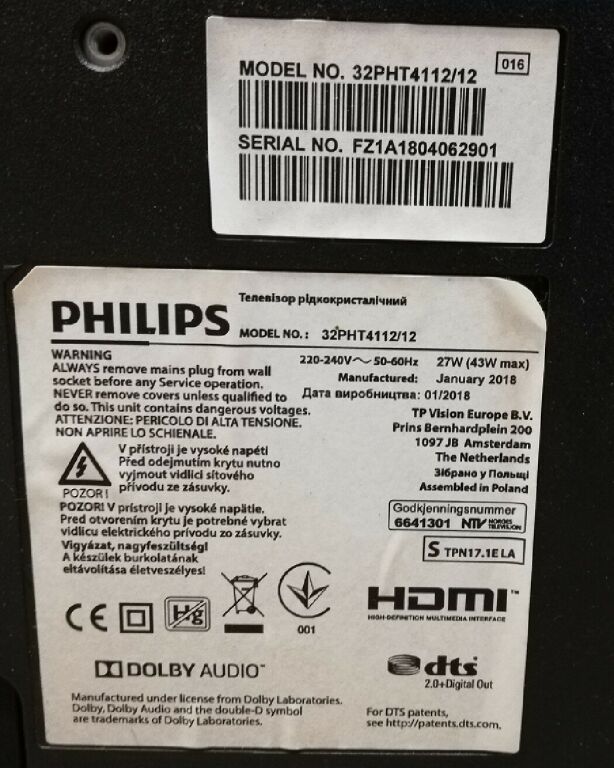 016
MODEL NO. 32PHT4112/12
SERIAL NO. FZ1A1804062901
Телевізор рідкокристалічний
PHILIPS
MODEL NO.: 32PHT4112/12
220-240V~ 50-60Hz 27W (43W max)
Manufactured: January 2018
Дата виробництва: 01/2018
WARNING
ALWAYS remove mains plug from wall
socket before any Service operation.
NEVER remove covers unless qualified to
do so. This unit contains dangerous voltages.
ATTENZIONE: PERICOLO DI ALTA TENSIONE.
NON APRIRE LO SCHIENALE.
TP Vision Europe B.V.
Prins Bernhardplein 200
1097 JB Amsterdam
The Netherlands
Зібрано у Польщі
Assembled in Poland
V přístroji je vysoké napětí
Před odejmutím krytu nutno
vyjmout vidlici síťového
přívodu ze zásuvky.
POZOR!
POZOR! V prístroji je vysoké napätie.
Pred otvorením krytu je potrebné vybrat
vidlicu elektrického prívodu zo zásuvky.
Vigyázat, nagyfeszültség!
A készülek burkolatának
eltávolítása életveszélyes!
Godkjenningsnummer
6641301 NTV NORGES TELEVISJON
S TPN17.1E LA
CE
Hg
001
HDMI™
HIGH-DEFINITION MULTIMEDIA INTERFACE
DOLBY AUDIO™
dts
2.0+Digital Out
Manufactured under license from Dolby Laboratories.
Dolby, Dolby Audio and the double-D symbol
are trademarks of Dolby Laboratories.
For DTS patents,
see http://patents.dts.com.